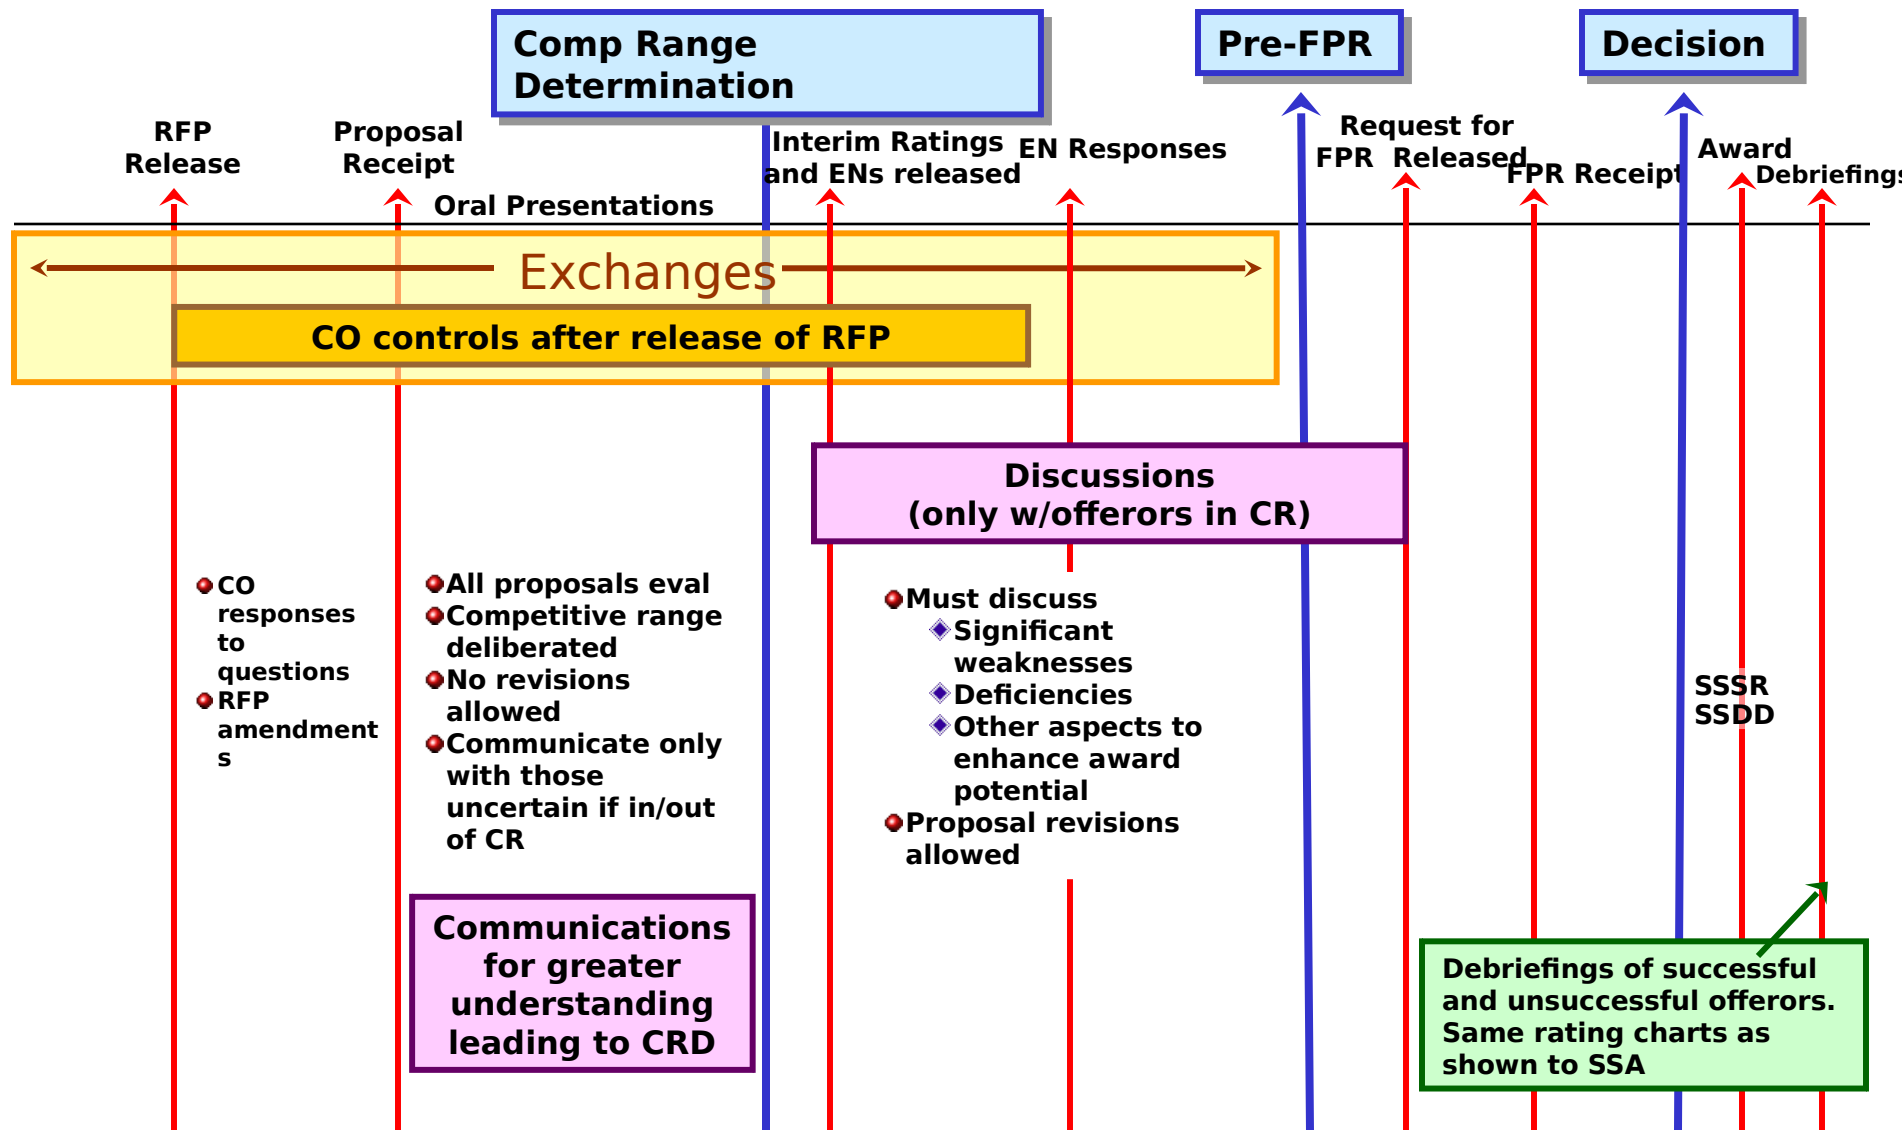 Comp Range
Determination
Pre-FPR
Decision
RFP
Release
Proposal
Receipt
Oral Presentations
Interim Ratings
and ENs released
EN Responses
Request for
FPR  Released
FPR Receipt
Award
Debriefings
Exchanges
CO controls after release of RFP
Discussions
(only w/offerors in CR)
CO
responses
to
questions
RFP
amendment
s
All proposals eval
Competitive range
deliberated
No revisions
allowed
Communicate only
with those
uncertain if in/out
of CR
Must discuss
Significant
weaknesses
Deficiencies
Other aspects to
enhance award
potential
Proposal revisions
allowed
SSSR
SSDD
Communications
for greater
understanding
leading to CRD
Debriefings of successful
and unsuccessful offerors.
Same rating charts as
shown to SSA